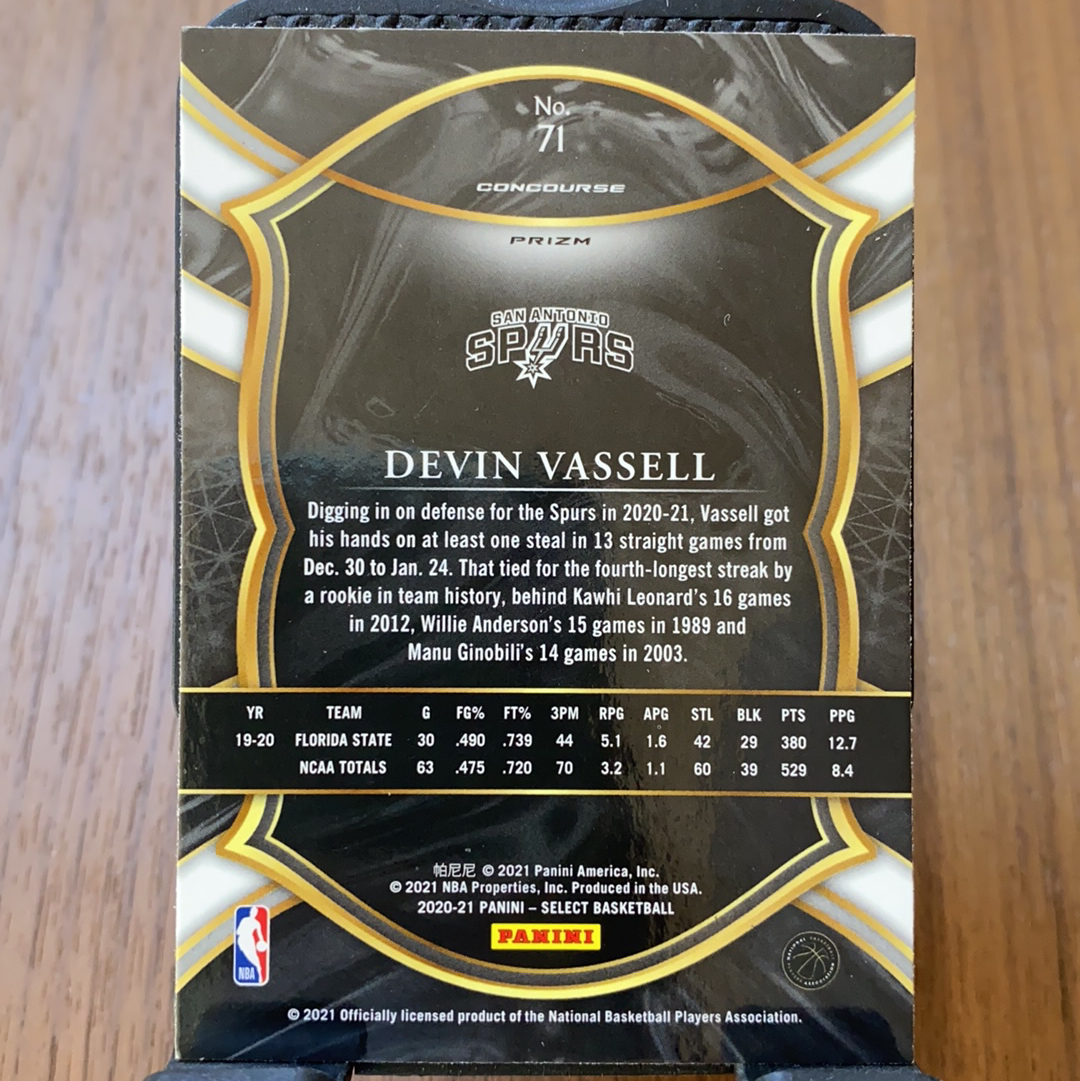 No.
71
CONCOURSE
PRIZM
SAN ANTONIO
SPURS
DEVIN VASSELL
Digging in on defense for the Spurs in 2020-21, Vassell got
his hands on at least one steal in 13 straight games from
Dec. 30 to Jan. 24. That tied for the fourth-longest streak by
a rookie in team history, behind Kawhi Leonard's 16 games
in 2012, Willie Anderson's 15 games in 1989 and
Manu Ginobili's 14 games in 2003.
YR TEAM G FG% FT% 3PM RPG APG STL BLK PTS PPG
19-20 FLORIDA STATE 30 .490 .739 44 5.1 1.6 42 29 380 12.7
NCAA TOTALS 63 .475 .720 70 3.2 1.1 60 39 529 8.4
帕尼尼 © 2021 Panini America, Inc.
© 2021 NBA Properties, Inc. Produced in the USA.
2020-21 PANINI – SELECT BASKETBALL
PANINI
NBA
NATIONAL BASKETBALL
PLAYERS ASSOCIATION
© 2021 Officially licensed product of the National Basketball Players Association.